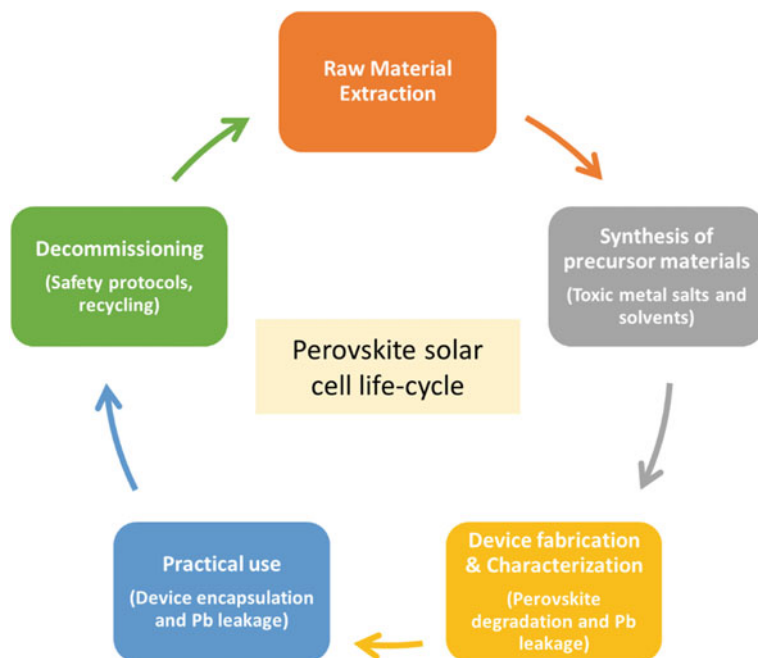 Raw Material
Extraction
Synthesis of
precursor materials
(Toxic metal salts and
solvents)
Device fabrication
& Characterization
(Perovskite
degradation and Pb
leakage)
Practical use
(Device encapsulation
and Pb leakage)
Decommissioning
(Safety protocols,
recycling)
Perovskite solar
cell life-cycle